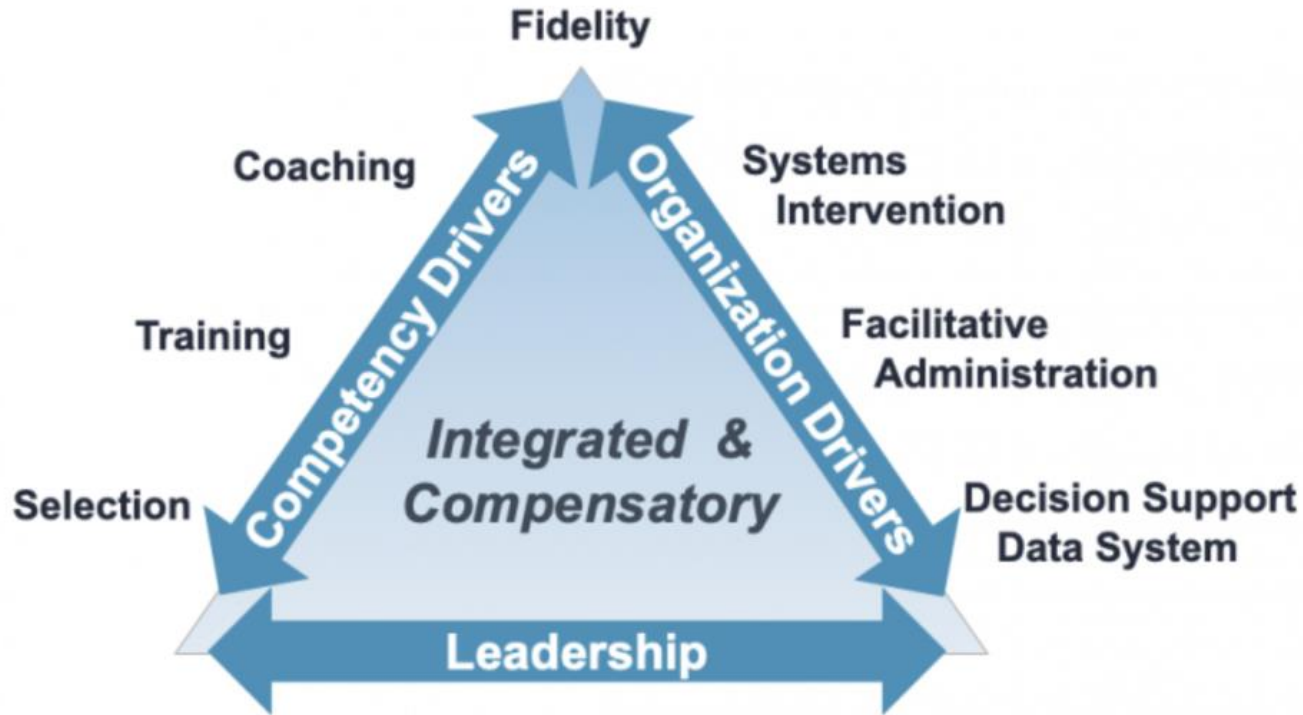 Fidelity
Coaching
Training
Selection
Competency Drivers
Organization Drivers
Systems
Intervention
Facilitative
Administration
Decision Support
Data System
Integrated &
Compensatory
Leadership